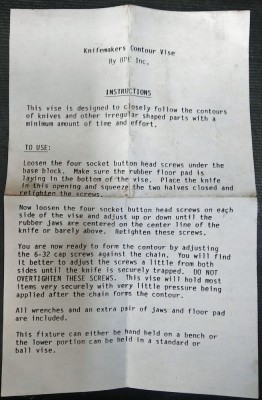 Knifemakers Contour Vise
By OPE Inc.
INSTRUCTIONS
This vise is designed to closely follow the contours
of knives and other irregular shaped parts with a
minimum amount of time and effort.
TO USE:
Loosen the four socket button head screws under the
base block. Make sure the rubber floor pad is
laying in the bottom of the vise. Place the knife
in this opening and squeeze the two halves closed and
retighten the screws.
Now loosen the four socket button head screws on each
side of the vise and adjust up or down until the
rubber jaws are centered on the center line of the
knife or barely above. Retighten these screws.
You are now ready to form the contour by adjusting
the 6-32 cap screws against the chain. You will find
it better to adjust the screws a little from both
sides until the knife is securely trapped. DO NOT
OVERTIGHTEN THESE SCREWS. This vise will hold most
items very securely with very little pressure being
applied after the chain forms the contour.
All wrenches and an extra pair of jaws and floor pad
are included.
This fixture can either be hand held on a bench or
the lower portion can be held in a standard or
ball vise.